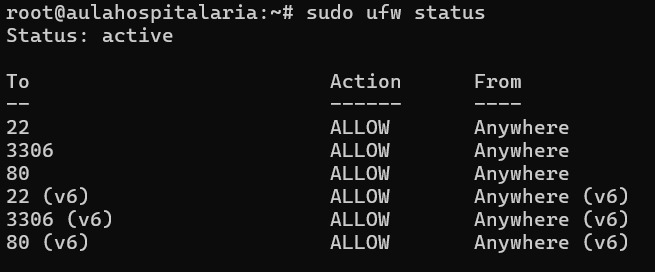 root@aulahospitalaria:~# sudo ufw status
Status: active
To Action From
-- ------ ----
22 ALLOW Anywhere
3306 ALLOW Anywhere
80 ALLOW Anywhere
22 (v6) ALLOW Anywhere (v6)
3306 (v6) ALLOW Anywhere (v6)
80 (v6) ALLOW Anywhere (v6)